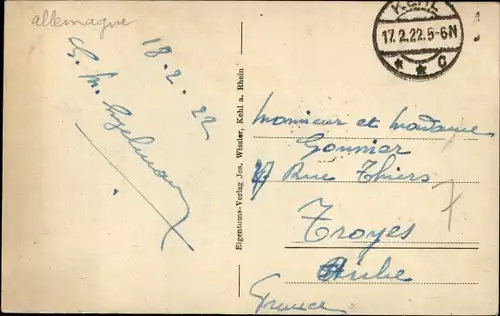 allemagne
18.2.22
Eigentums-Verlag Jos. Wissler, Kehl a. Rhein
KEHL
17.2.22.5-6N
* * c
Monsieur et Madame
Gonnier
Rue Thiers
Troyes
Aube
France